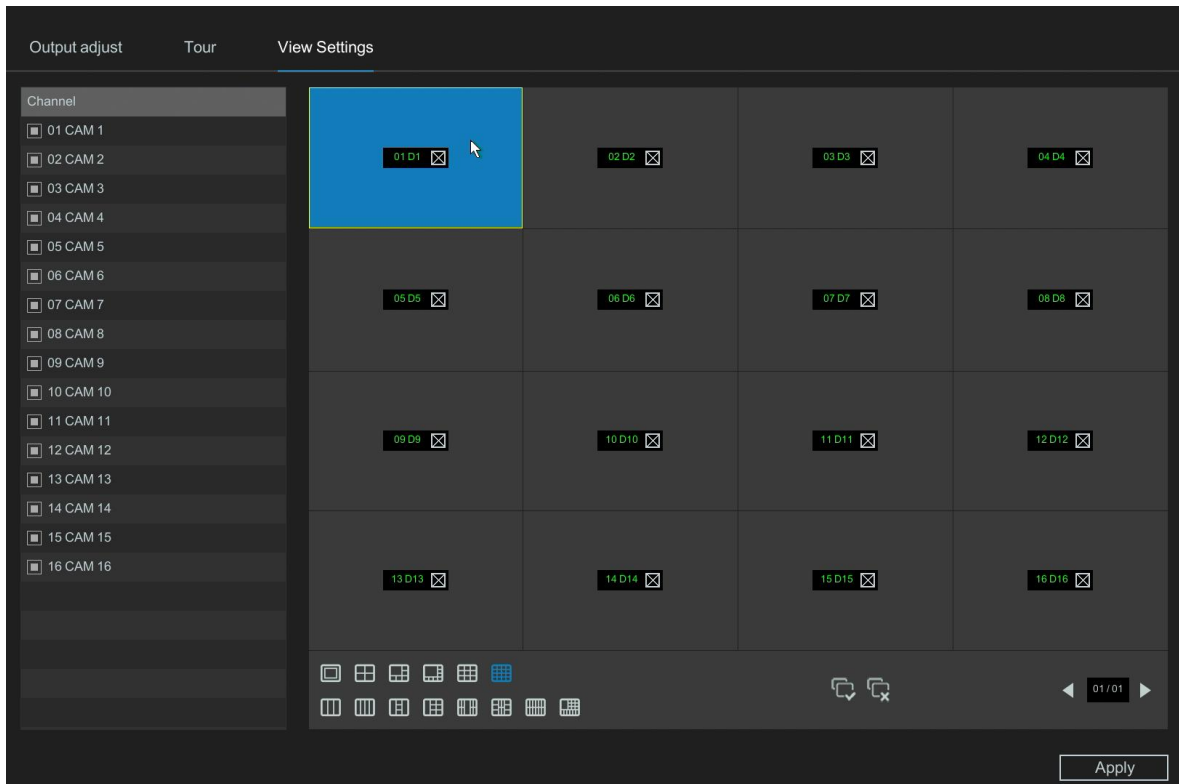 Output adjust Tour View Settings
Channel
01 CAM 1
02 CAM 2
03 CAM 3
04 CAM 4
05 CAM 5
06 CAM 6
07 CAM 7
08 CAM 8
09 CAM 9
10 CAM 10
11 CAM 11
12 CAM 12
13 CAM 13
14 CAM 14
15 CAM 15
16 CAM 16
01 D1 02 D2 03 D3 04 D4
05 D5 06 D6 07 D7 08 D8
09 D9 10 D10 11 D11 12 D12
13 D13 14 D14 15 D15 16 D16
01 / 01
Apply